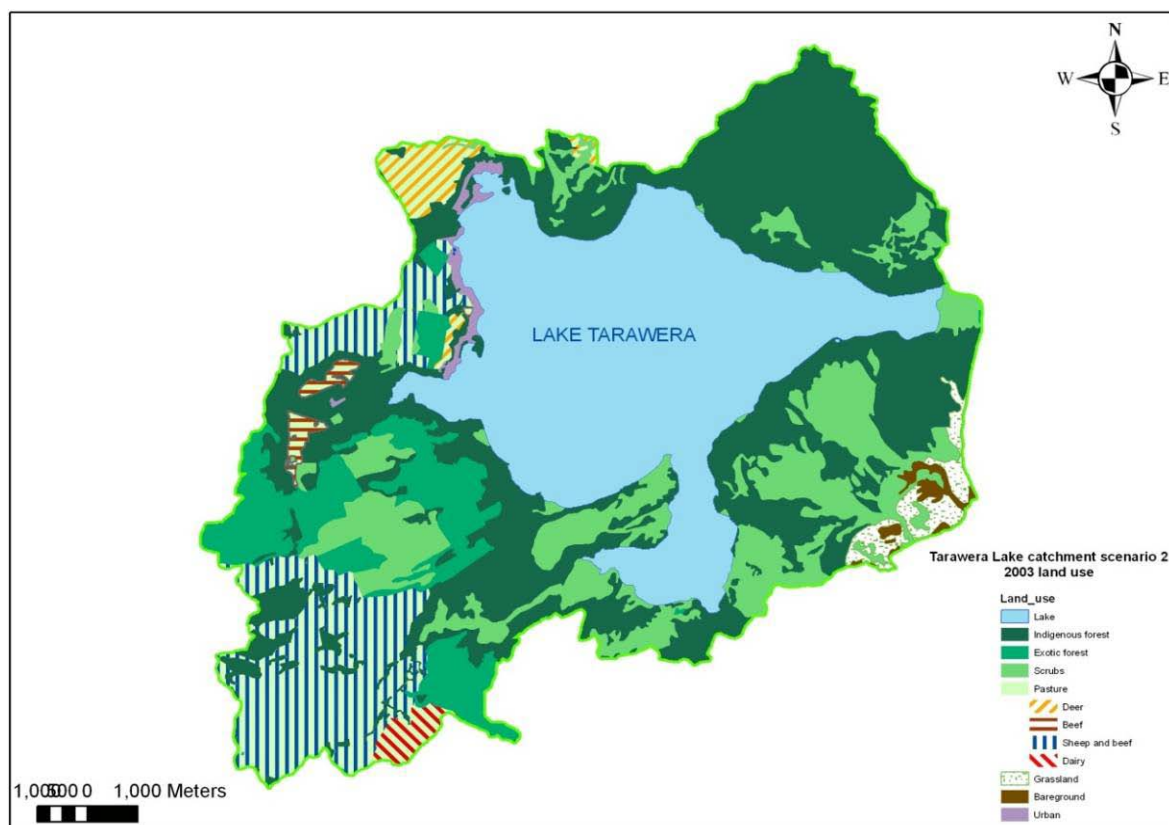 N
W E
S
LAKE TARAWERA
Tarawera Lake catchment scenario 2
2003 land use
Land_use
Lake
Indigenous forest
Exotic forest
Scrubs
Pasture
Deer
Beef
Sheep and beef
Dairy
Grassland
Bareground
Urban
0 1,000 Meters